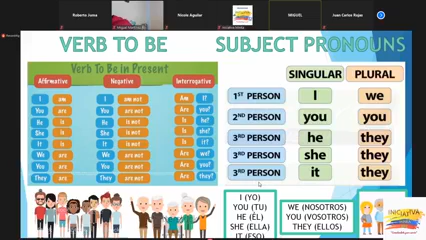 Roberto Juma
Nicole Aguilar
MIGUEL
Juan Carlos Rojas
VERB TO BE
SUBJECT PRONOUNS
Verb To Be in Present
Affirmative
Negative
Interrogative
I am
I am not
Am I?
You are
You are not
Are you?
He is
He is not
Is he?
She is
She is not
Is she?
It is
It is not
Is it?
We are
We are not
Are we?
You are
You are not
Are you?
They are
They are not
Are they?
SINGULAR PLURAL
1ST PERSON I we
2ND PERSON you you
3RD PERSON he they
3RD PERSON she they
3RD PERSON it they
I (YO)
YOU (TU)
HE (ÉL)
SHE (ELLA)
IT (ESO)
WE (NOSOTROS)
YOU (VOSOTROS)
THEY (ELLOS)
INICIATIVA